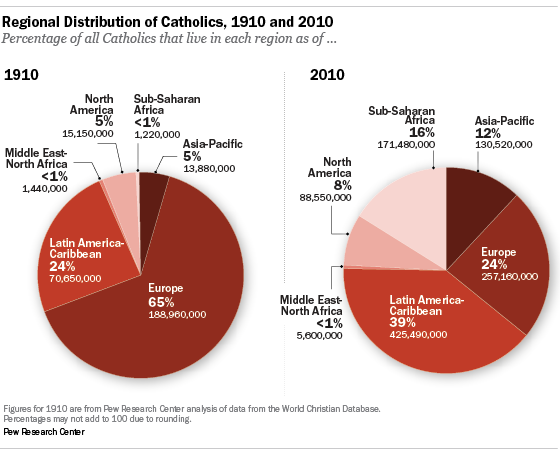 Regional Distribution of Catholics, 1910 and 2010
Percentage of all Catholics that live in each region as of ...
1910
North
America
5%
15,150,000
Sub-Saharan
Africa
<1%
1,220,000
Asia-Pacific
5%
13,880,000
Middle East-
North Africa
<1%
1,440,000
Latin America-
Caribbean
24%
70,650,000
Europe
65%
188,960,000
2010
Sub-Saharan
Africa
16%
171,480,000
Asia-Pacific
12%
130,520,000
North
America
8%
88,550,000
Europe
24%
257,160,000
Middle East-
North Africa
<1%
5,600,000
Latin America-
Caribbean
39%
425,490,000
Figures for 1910 are from Pew Research Center analysis of data from the World Christian Database.
Percentages may not add to 100 due to rounding.
Pew Research Center